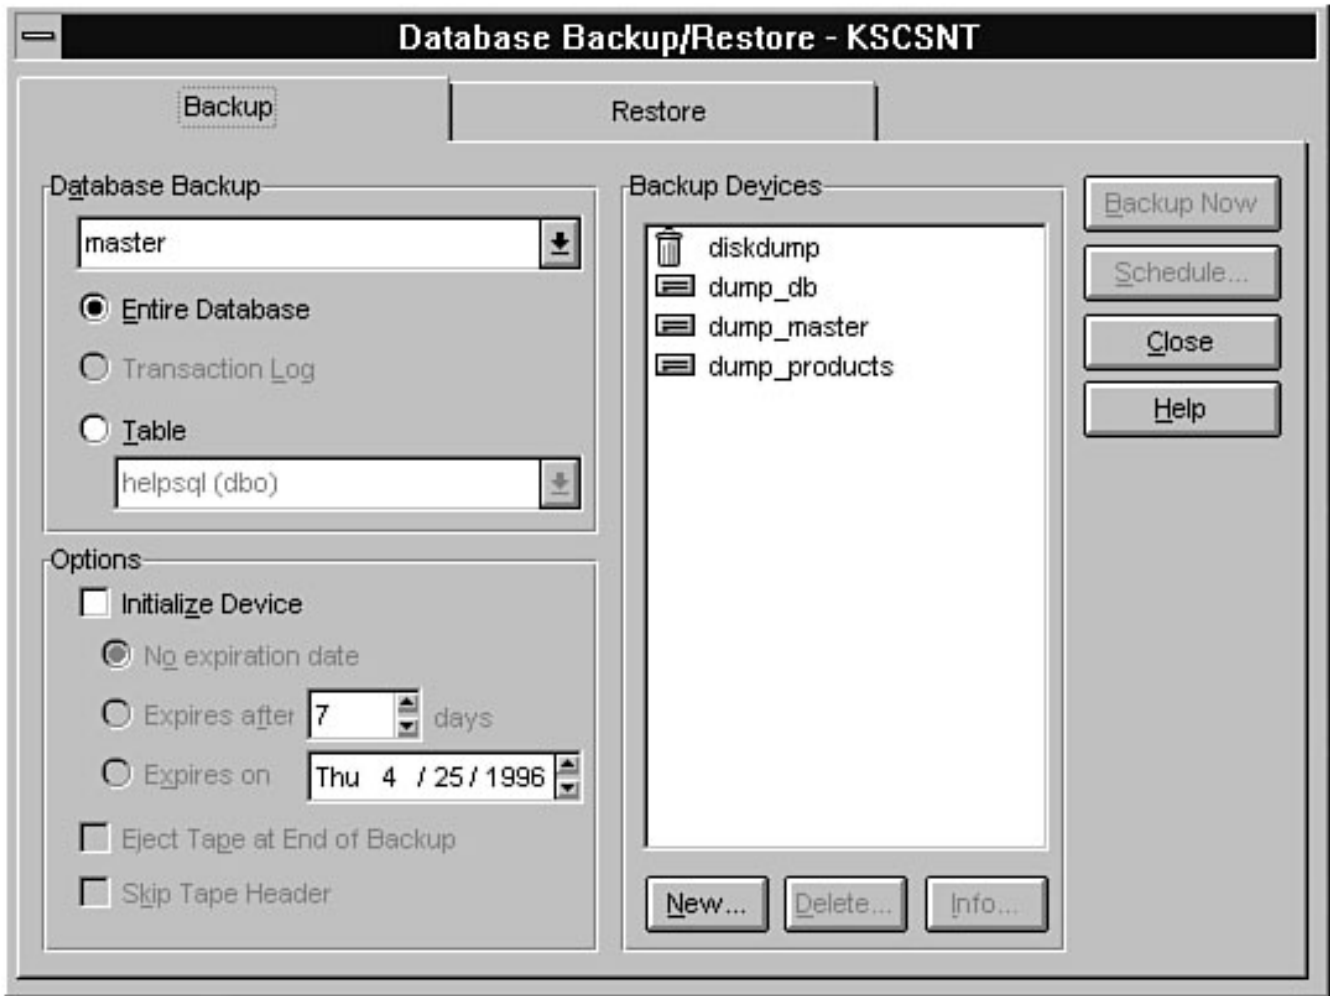 Database Backup/Restore - KSCSNT
Backup
Restore
Database Backup
master
Entire Database
Transaction Log
Table
helpsql (dbo)
Options
Initialize Device
No expiration date
Expires after 7 days
Expires on Thu 4 / 25 / 1996
Eject Tape at End of Backup
Skip Tape Header
Backup Devices
diskdump
dump_db
dump_master
dump_products
New...
Delete...
Info...
Backup Now
Schedule...
Close
Help